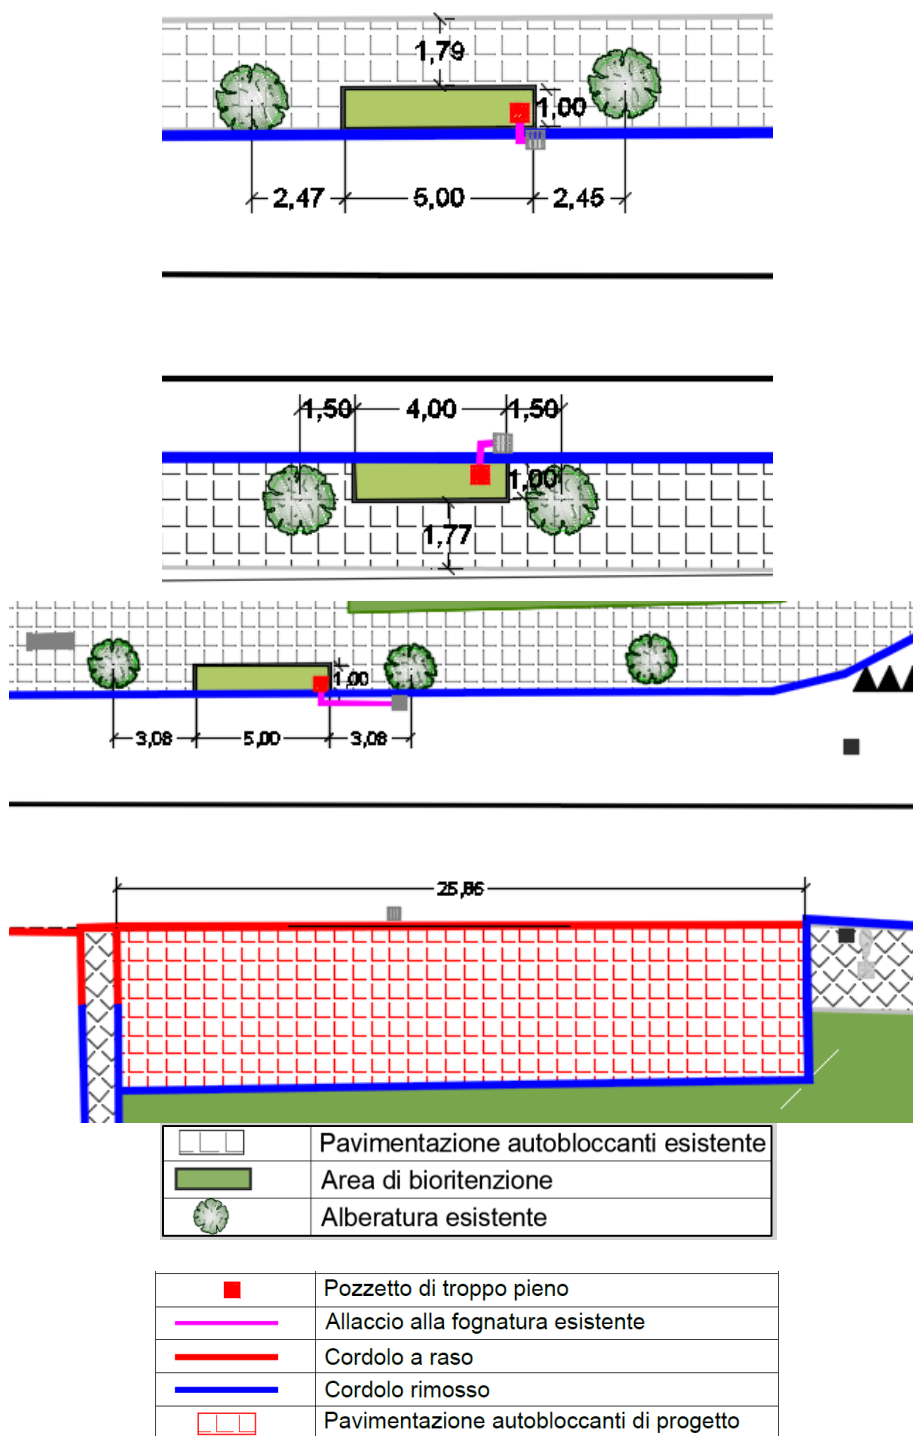 1,79
1,00
2,47 5,00 2,45
1,50 4,00 1,50
1,00
1,77
1,00
3,08 5,00 3,08
25,86
Pavimentazione autobloccanti esistente
Area di bioritenzione
Alberatura esistente
Pozzetto di troppo pieno
Allaccio alla fognatura esistente
Cordolo a raso
Cordolo rimosso
Pavimentazione autobloccanti di progetto